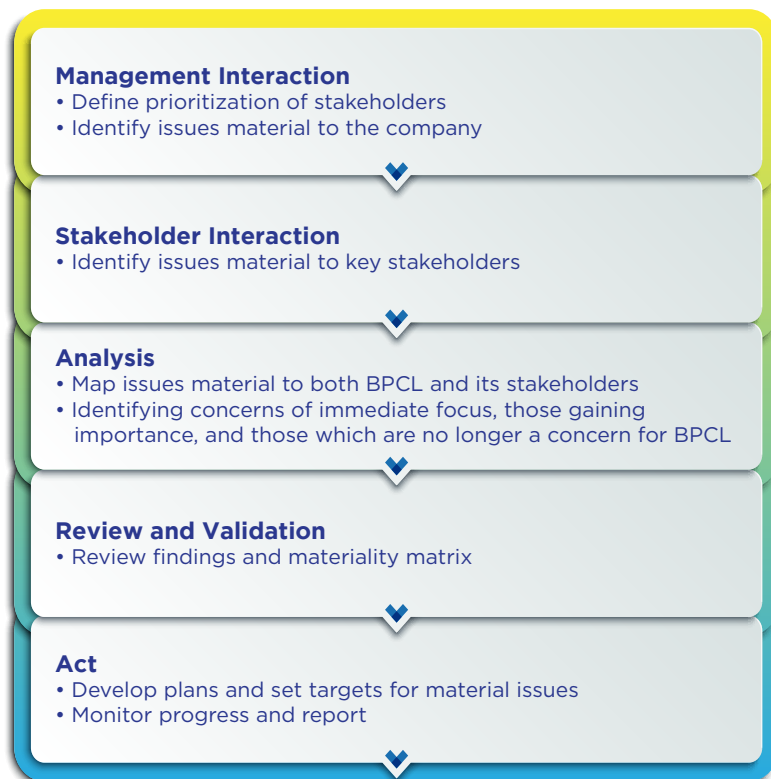 Management Interaction
• Define prioritization of stakeholders
• Identify issues material to the company
Stakeholder Interaction
• Identify issues material to key stakeholders
Analysis
• Map issues material to both BPCL and its stakeholders
• Identifying concerns of immediate focus, those gaining
importance, and those which are no longer a concern for BPCL
Review and Validation
• Review findings and materiality matrix
Act
• Develop plans and set targets for material issues
• Monitor progress and report